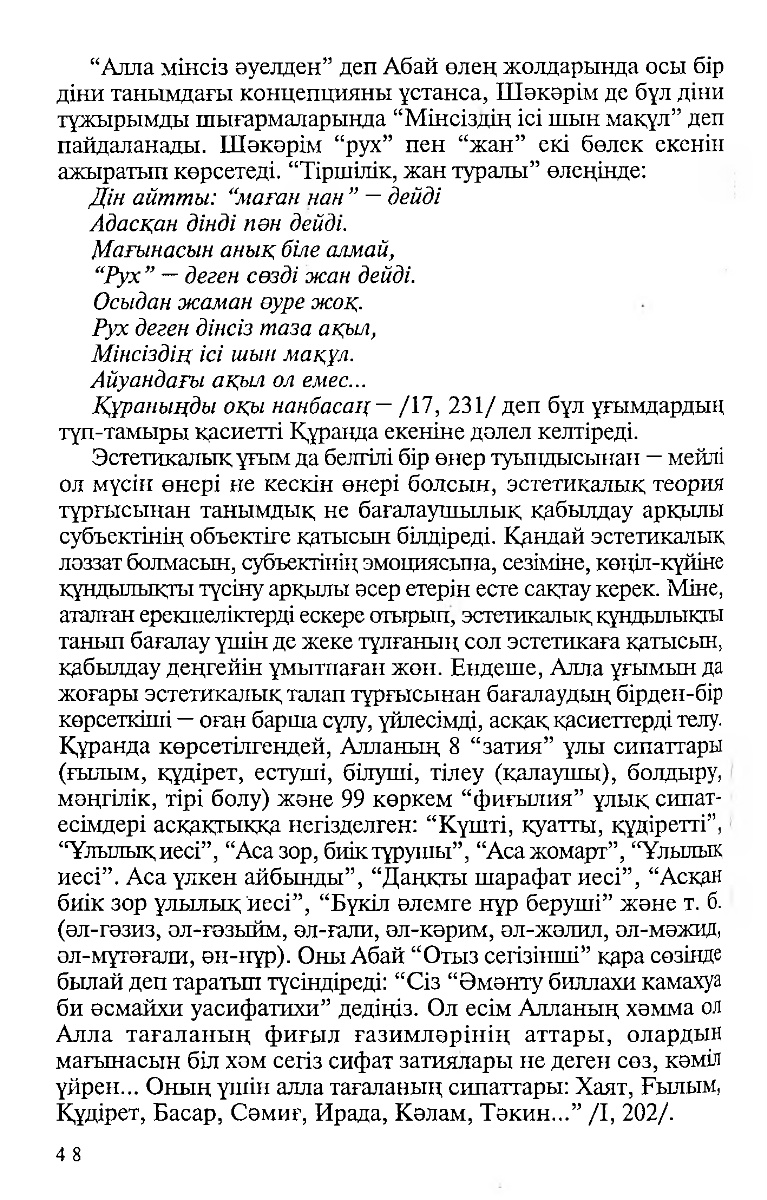 “Алла мінсіз әуелден” деп Абай өлең жолдарында осы бір
діни танымдағы концепцияны ұстанса, Шәкәрім де бұл діни
тұжырымды шығармаларында “Мінсіздің ісі шын мақұл” деп
пайдаланады. Шәкәрім “рух” пен “жан” екі бөлек екенін
ажыратып көрсетеді. “Тіршілік, жан туралы” өлеңінде:
Дін айтты: “маған нан” — дейді
Адасқан дінді пән дейді.
Мағынасын анық біле алмай,
“Рух” — деген сөзді жан дейді.
Осыдан жаман әуре жоқ.
Рух деген дінсіз таза ақыл,
Мінсіздің ісі шын мақұл.
Айуандағы ақыл ол емес...
Құраныңды оқы нанбасаң — /17, 231/ деп бұл ұғымдардың
түп-тамыры қасиетті Құранда екеніне дәлел келтіреді.
Эстетикалық ұғым да белгілі бір өнер туындысынан — мейлі
ол мүсін өнері не кескін өнері болсын, эстетикалық теория
тұрғысынан танымдық не бағалаушылық қабылдау арқылы
субъектінің объектіге қатысын білдіреді. Қандай эстетикалық
ләззат болмасын, субъектінің эмоциясына, сезіміне, көңіл-күйіне
құндылықты түсіну арқылы әсер етерін есте сақтау керек. Міне,
аталған ерекшеліктерді ескере отырып, эстетикалық құндылықты
танып бағалау үшін де жеке тұлғаның сол эстетикаға қатысын,
қабылдау деңгейін ұмытпаған жөн. Ендеше, Алла ұғымын да
жоғары эстетикалық талап тұрғысынан бағалаудың бірден-бір
көрсеткіші — оған барша сұлу, үйлесімді, асқақ қасиеттерді телу.
Құранда көрсетілгендей, Алланың 8 “затия” ұлы сипаттары
(ғылым, құдірет, естуші, білуші, тілеу (қалаушы), болдыру,
мәңгілік, тірі болу) және 99 көркем “фиғылия” ұлық сипат-
есімдері асқақтыққа негізделген: “Күшті, қуатты, құдіретті”,
“Ұлылық иесі”, “Аса зор, биік тұрушы”, “Аса жомарт”, “Ұлылык
иесі”. Аса үлкен айбынды”, “Даңқты шарафат иесі”, “Асқан
биік зор ұлылық иесі”, “Бүкіл әлемге нұр беруші” және т. б.
(әл-ғәзиз, әл-ғәзыйм, әл-ғали, әл-кәрим, әл-жәлил, әл-мәжид,
әл-мұтәғали, ән-нұр). Оны Абай “Отыз сегізінші” қара сөзінде
былай деп таратып түсіндіреді: “Сіз “Әмәнту биллахи камахуа
би әсмайхи уасифатихи” дедіңіз. Ол есім Алланың хәмма ол
Алла тағаланың фиғыл ғазимләрінің аттары, олардын
мағынасын біл хәм сегіз сифат затиялары не деген сөз, кәміл
үйрен... Оның үшін алла тағаланың сипаттары: Хаят, Ғылым,
Құдірет, Басар, Сәмиғ, Ирада, Кәлам, Тәкин...” /I, 202/.
48